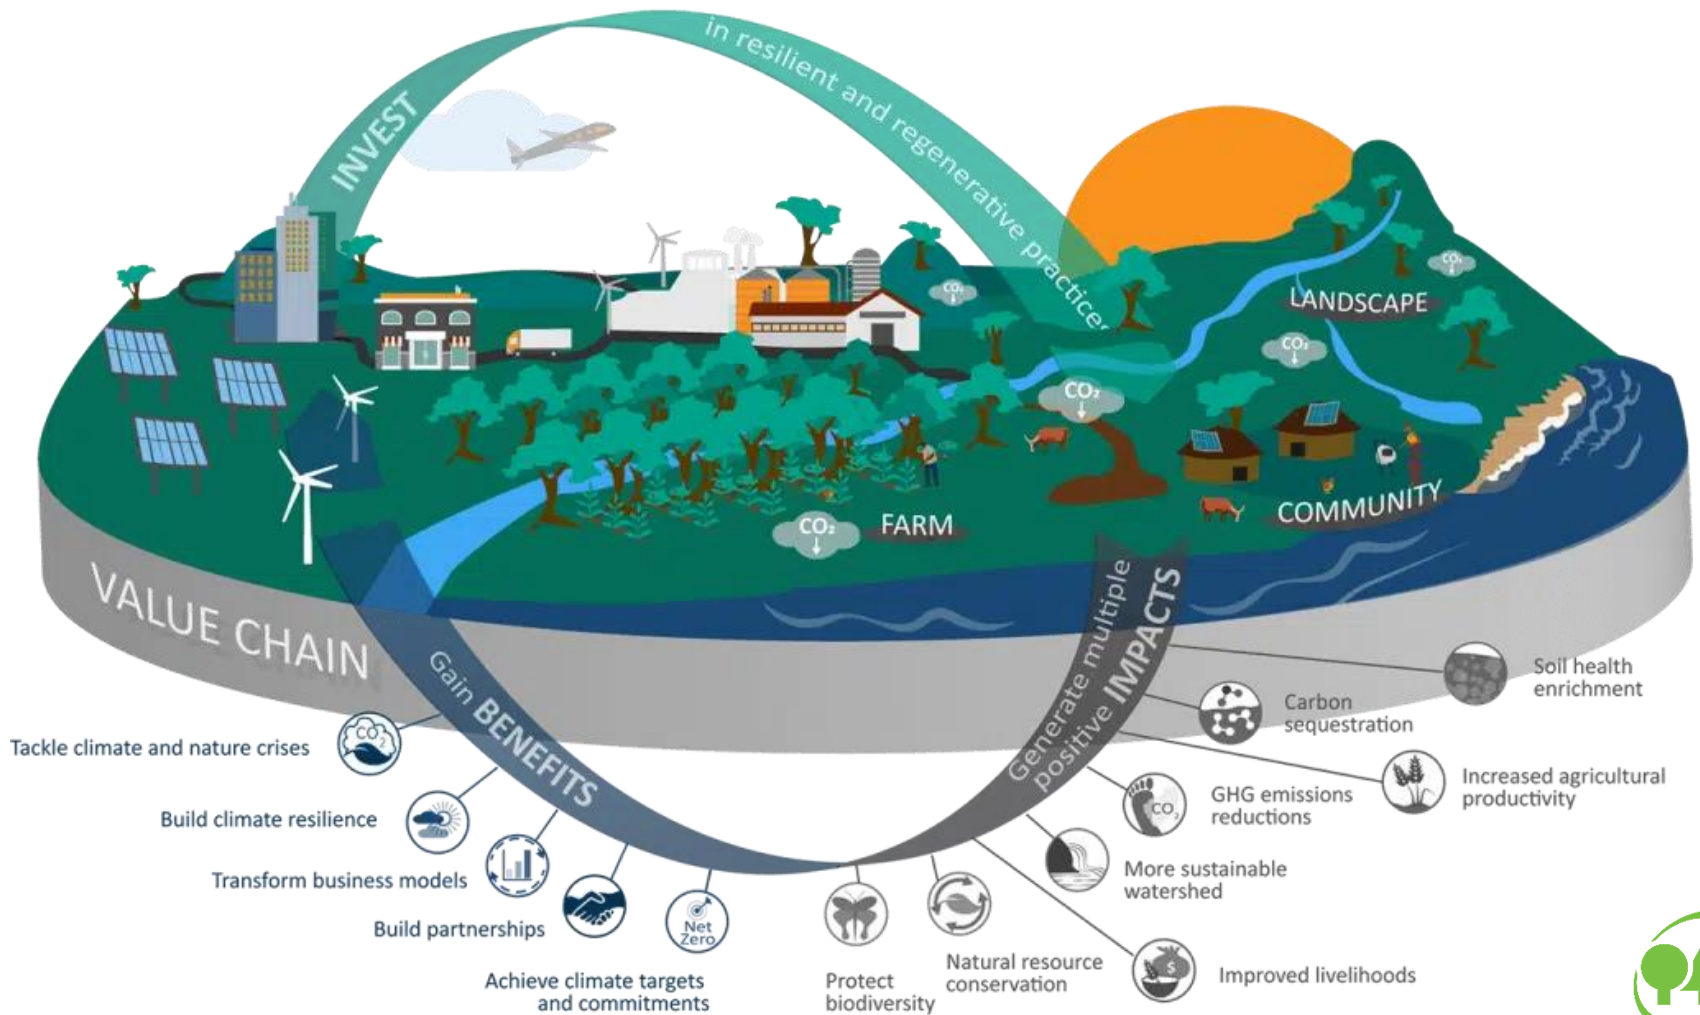 INVEST
in resilient and regenerative practices
CO₂
CO₂
LANDSCAPE
CO₂
CO₂
CO₂
FARM
COMMUNITY
VALUE CHAIN
Gain BENEFITS
Generate multiple
positive IMPACTS
CO₂
Tackle climate and nature crises
Build climate resilience
Transform business models
Build partnerships
Net
Zero
Achieve climate targets
and commitments
Soil health
enrichment
Carbon
sequestration
Increased agricultural
productivity
CO₂
GHG emissions
reductions
More sustainable
watershed
$
Improved livelihoods
Natural resource
conservation
Protect
biodiversity